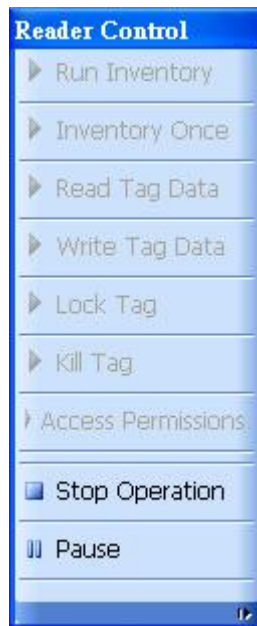 Reader Control
Run Inventory
Inventory Once
Read Tag Data
Write Tag Data
Lock Tag
Kill Tag
Access Permissions
Stop Operation
Pause